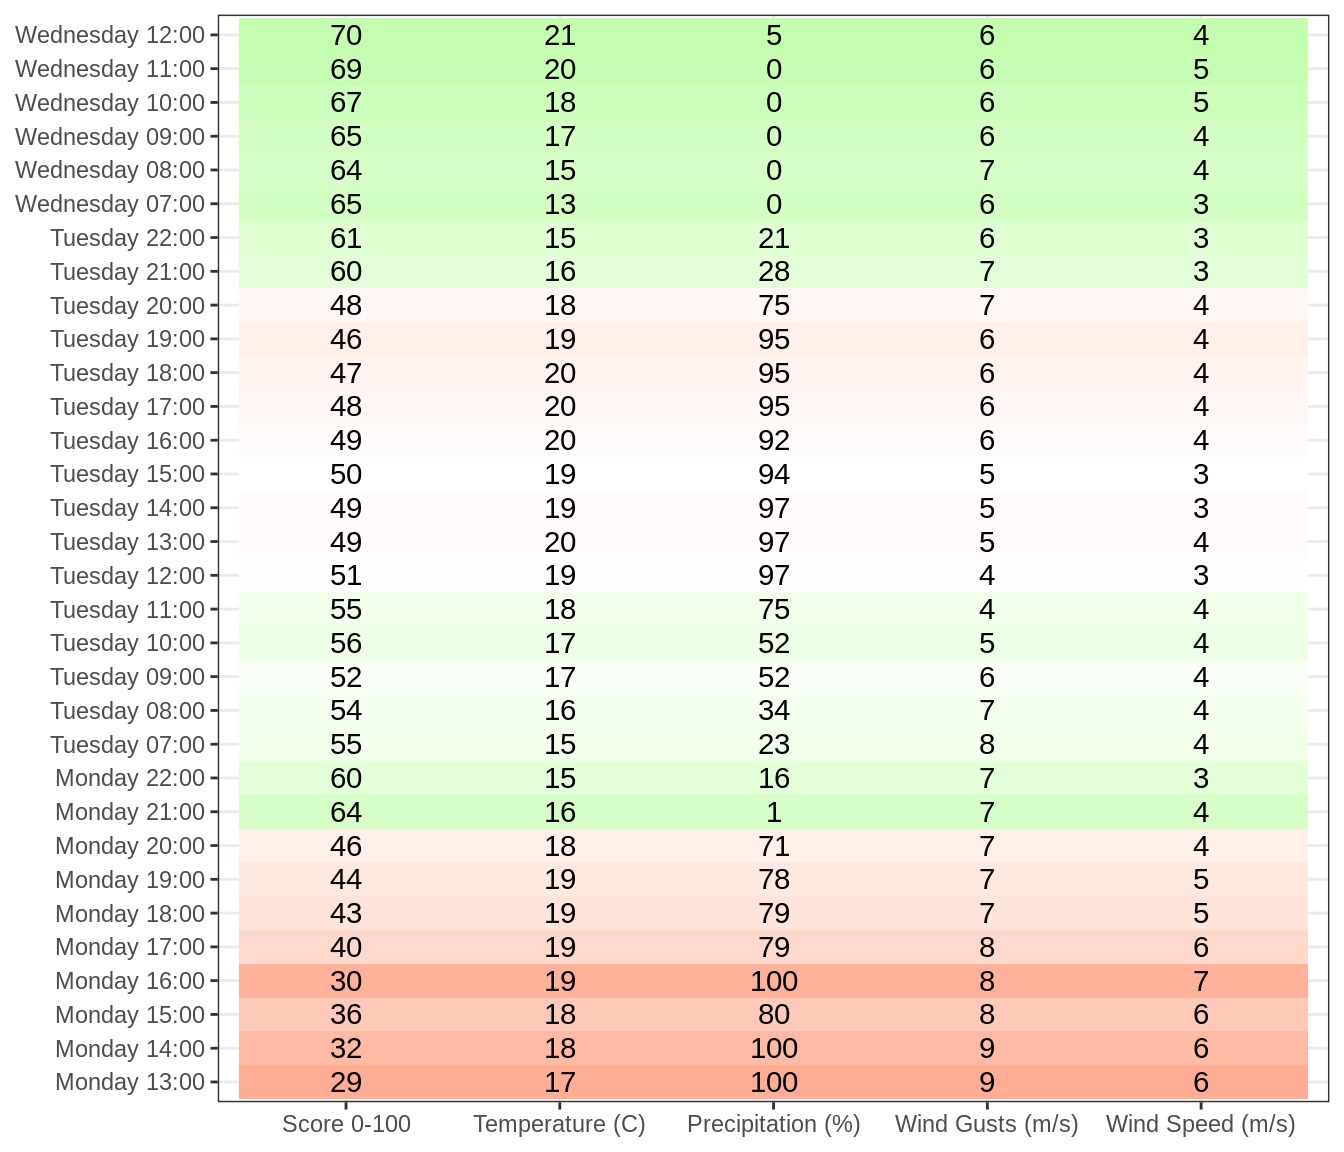 Wednesday 12:00 70 21 5 6 4
Wednesday 11:00 69 20 0 6 5
Wednesday 10:00 67 18 0 6 5
Wednesday 09:00 65 17 0 6 4
Wednesday 08:00 64 15 0 7 4
Wednesday 07:00 65 13 0 6 3
Tuesday 22:00 61 15 21 6 3
Tuesday 21:00 60 16 28 7 3
Tuesday 20:00 48 18 75 7 4
Tuesday 19:00 46 19 95 6 4
Tuesday 18:00 47 20 95 6 4
Tuesday 17:00 48 20 95 6 4
Tuesday 16:00 49 20 92 6 4
Tuesday 15:00 50 19 94 5 3
Tuesday 14:00 49 19 97 5 3
Tuesday 13:00 49 20 97 5 4
Tuesday 12:00 51 19 97 4 3
Tuesday 11:00 55 18 75 4 4
Tuesday 10:00 56 17 52 5 4
Tuesday 09:00 52 17 52 6 4
Tuesday 08:00 54 16 34 7 4
Tuesday 07:00 55 15 23 8 4
Monday 22:00 60 15 16 7 3
Monday 21:00 64 16 1 7 4
Monday 20:00 46 18 71 7 4
Monday 19:00 44 19 78 7 5
Monday 18:00 43 19 79 7 5
Monday 17:00 40 19 79 8 6
Monday 16:00 30 19 100 8 7
Monday 15:00 36 18 80 8 6
Monday 14:00 32 18 100 9 6
Monday 13:00 29 17 100 9 6
Score 0-100 Temperature (C) Precipitation (%) Wind Gusts (m/s) Wind Speed (m/s)